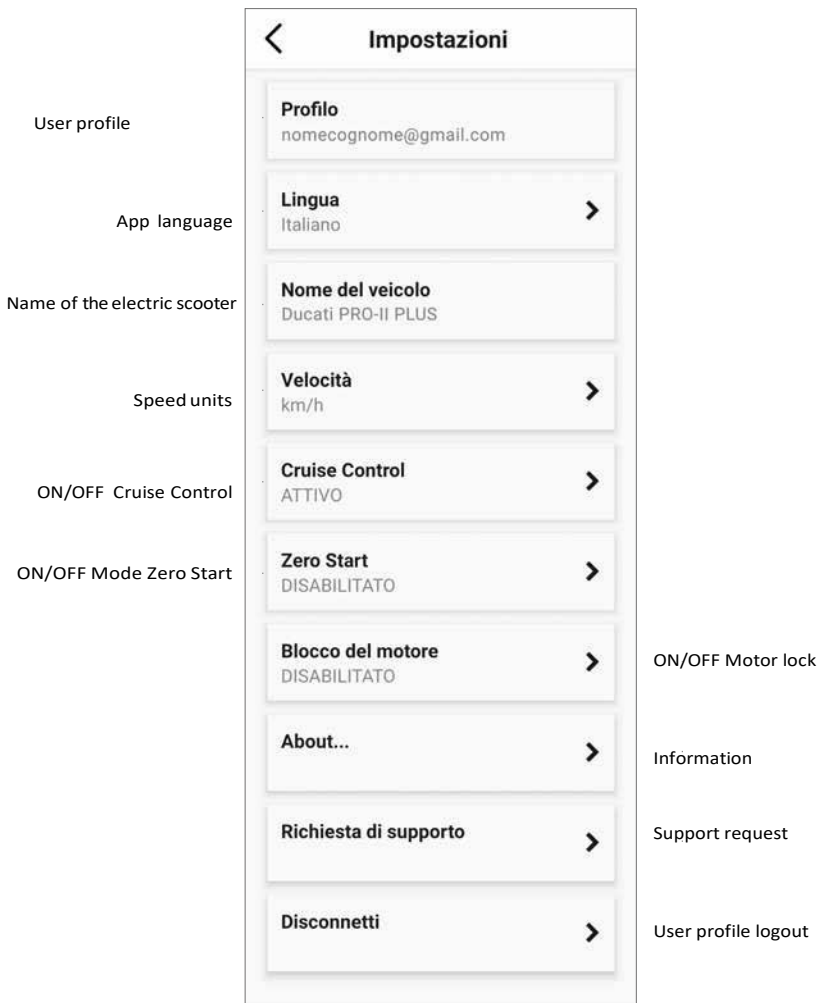 Impostazioni
User profile
Profilo
nomecognome@gmail.com
App language
Lingua
Italiano
Name of the electric scooter
Nome del veicolo
Ducati PRO-II PLUS
Speed units
Velocità
km/h
ON/OFF Cruise Control
Cruise Control
ATTIVO
ON/OFF Mode Zero Start
Zero Start
DISABILITATO
Blocco del motore
DISABILITATO
ON/OFF Motor lock
About...
Information
Richiesta di supporto
Support request
Disconnetti
User profile logout